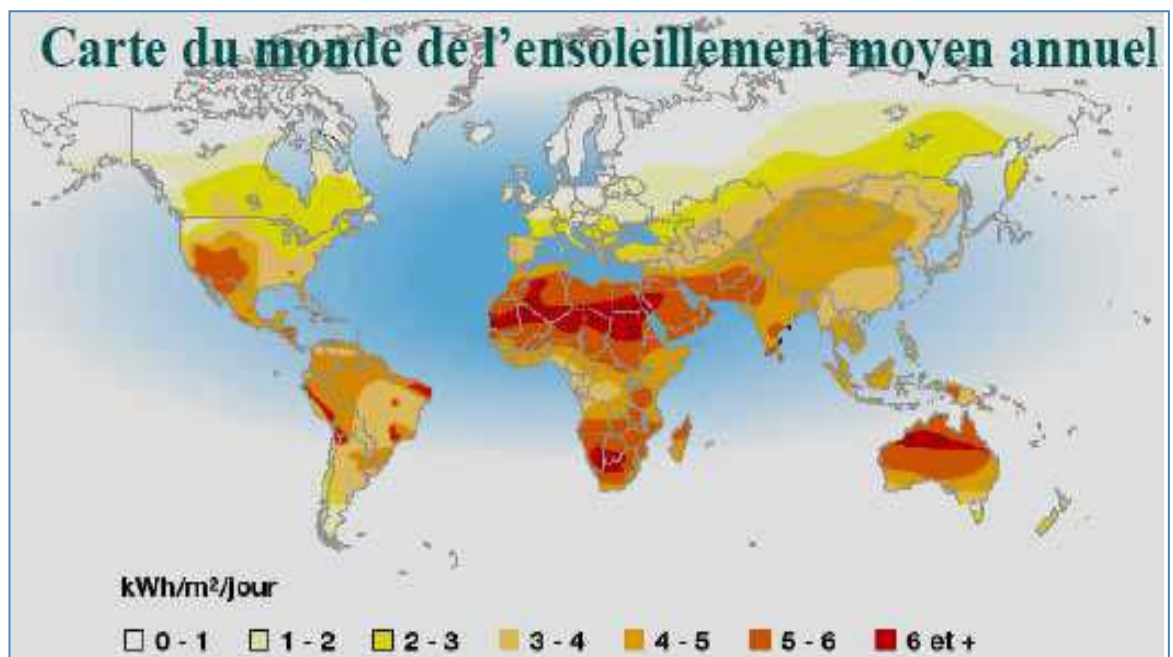 Carte du monde de l'ensoleillement moyen annuel
kWh/m²/jour
0 - 1 1 - 2 2 - 3 3 - 4 4 - 5 5 - 6 6 et +